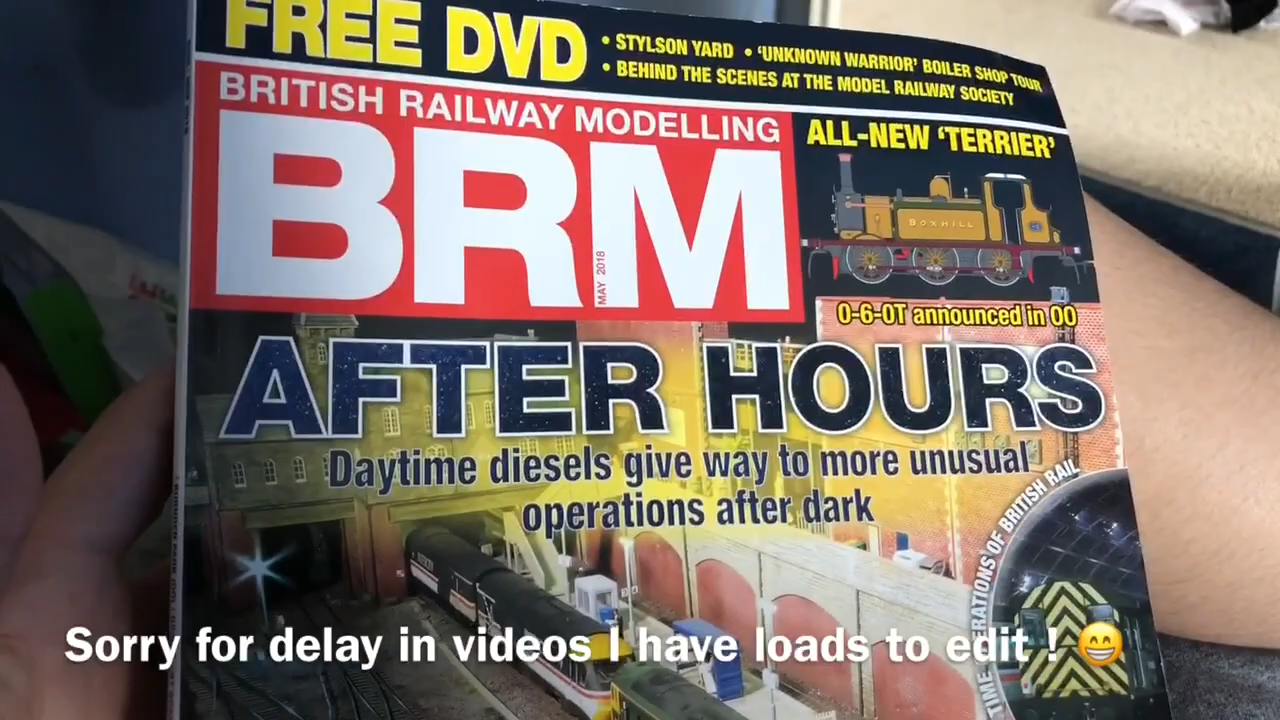 FREE DVD
• STYLSON YARD • 'UNKNOWN WARRIOR' BOILER SHOP TOUR
• BEHIND THE SCENES AT THE MODEL RAILWAY SOCIETY
BRITISH RAILWAY MODELLING
BRM
MAY 2018
ALL-NEW 'TERRIER'
BOXHILL
0-6-0T announced in OO
AFTER HOURS
Daytime diesels give way to more unusual
operations after dark
OF BRITISH RAIL
Sorry for delay in videos I have loads to edit ! 😁